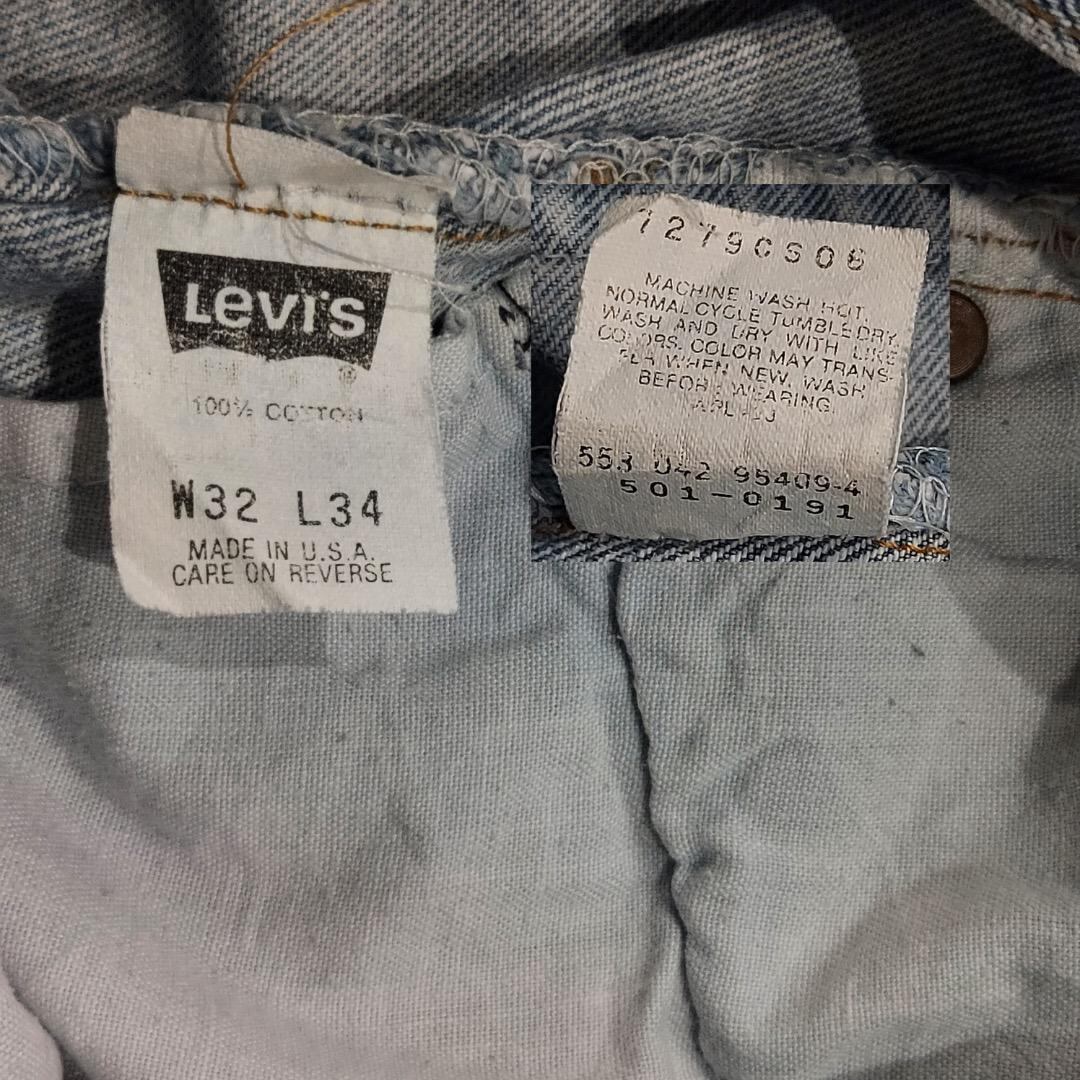 Levi's
®
100% COTTON
W32 L34
MADE IN U.S.A.
CARE ON REVERSE
7279CS06
MACHINE WASH HOT,
NORMAL CYCLE TUMBLE DRY.
WASH AND DRY WITH LIKE
COLORS. COLOR MAY TRANS-
FER WHEN NEW. WASH
BEFORE WEARING.
553 042 95409-4
501-0191